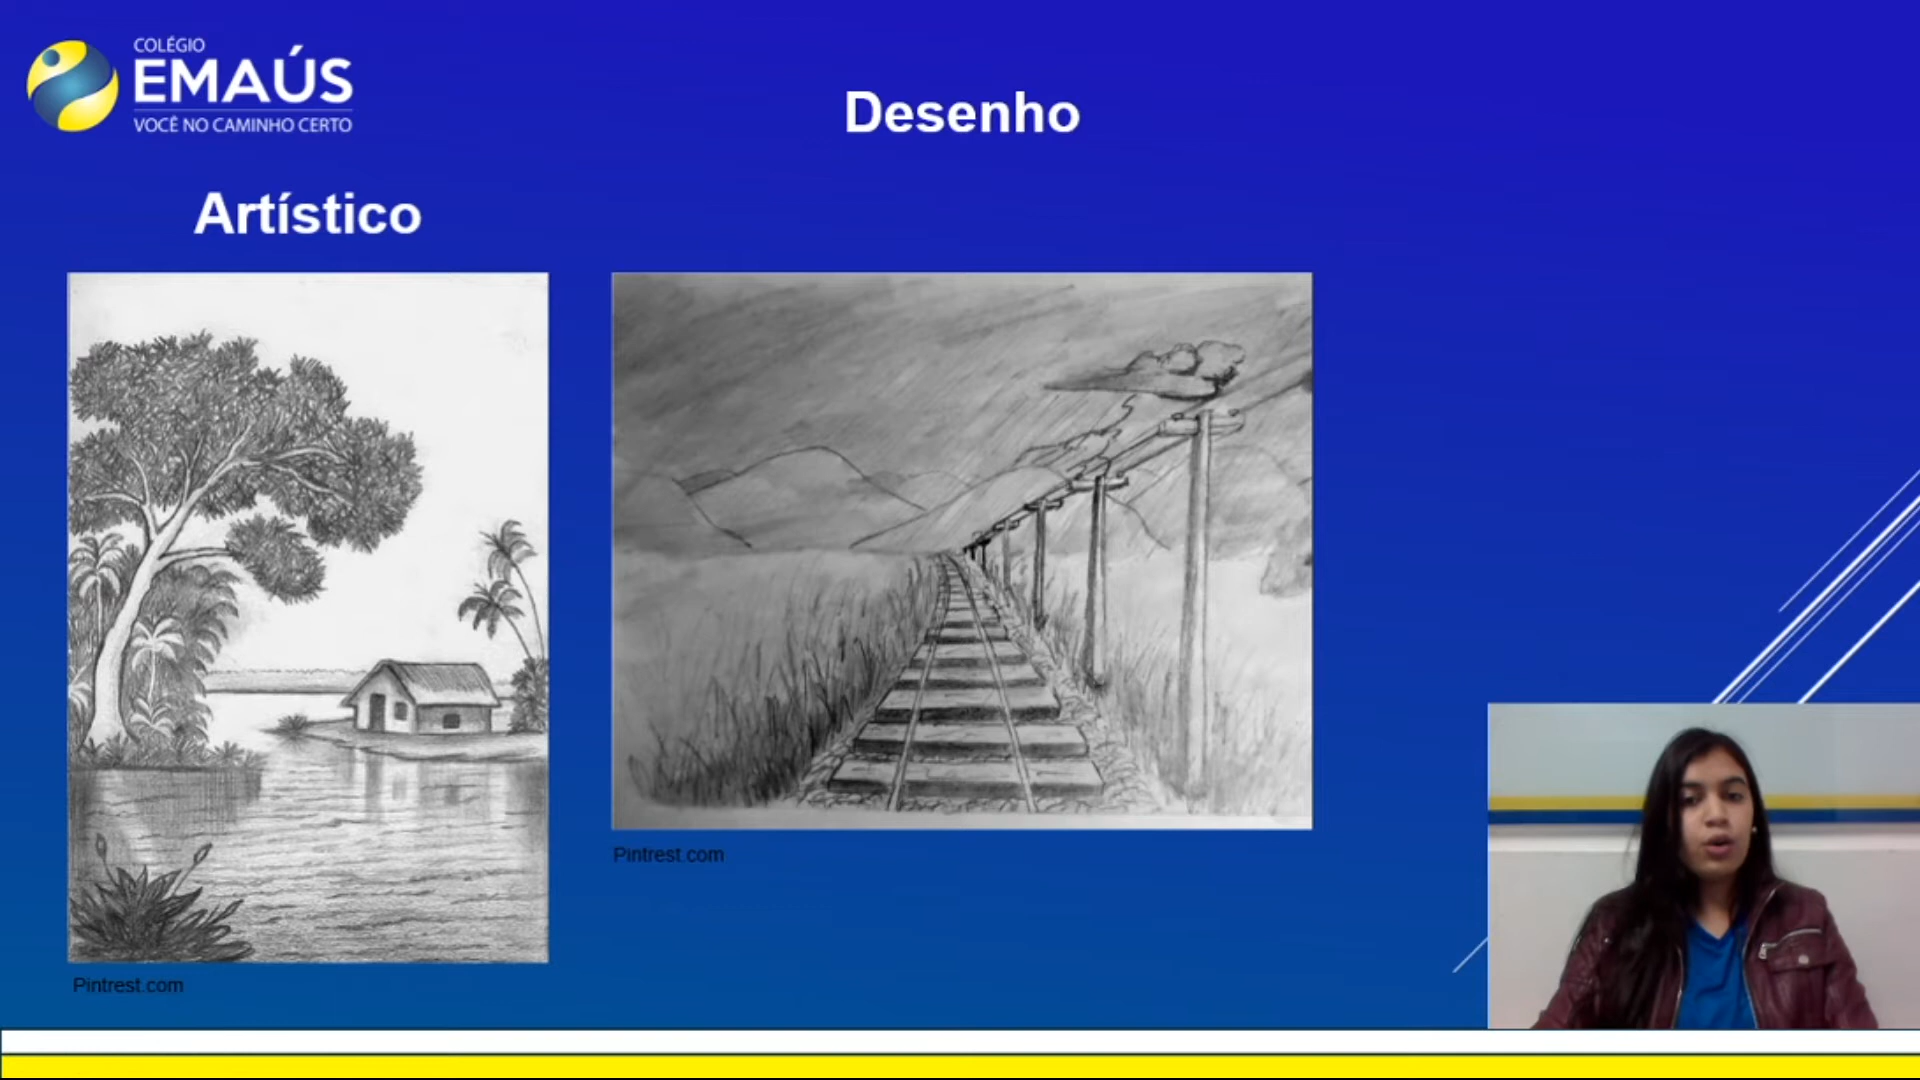 COLÉGIO
EMAÚS
VOCÊ NO CAMINHO CERTO
Desenho
Artístico
Pintrest.com
Pintrest.com